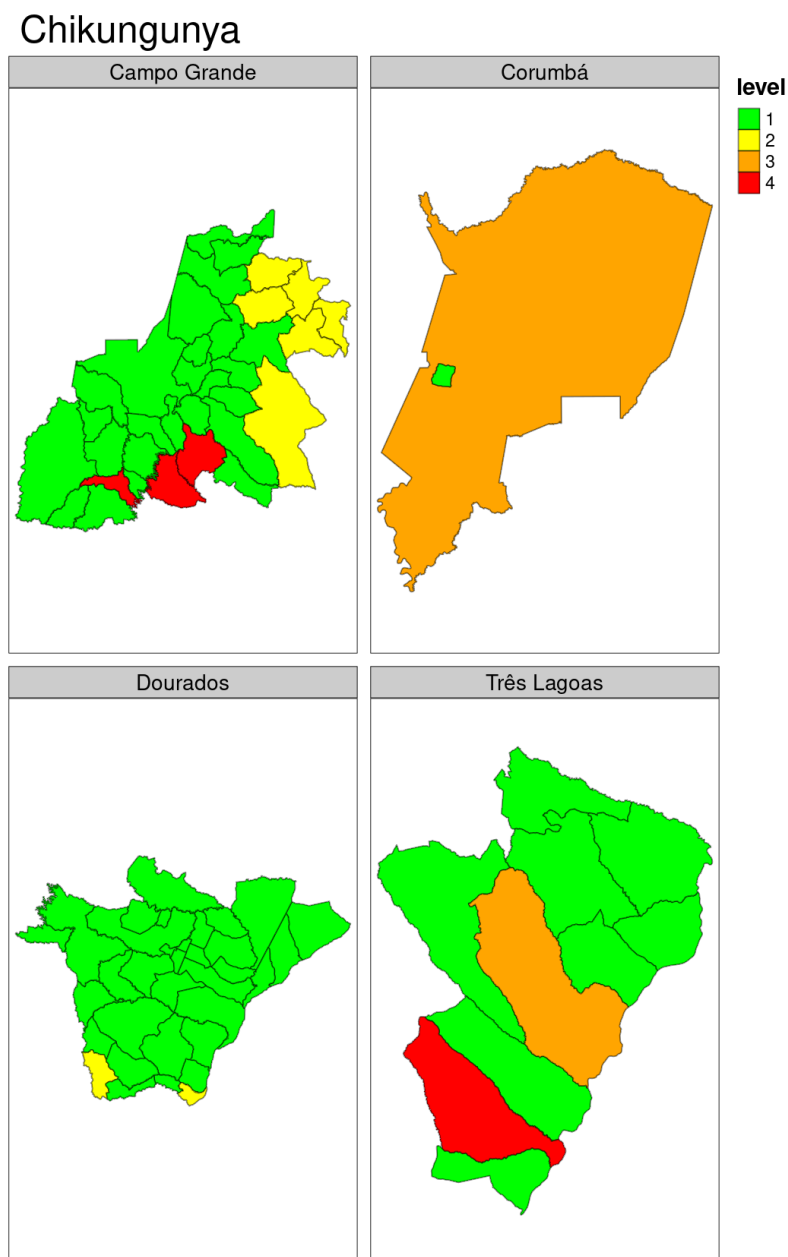 Chikungunya
Campo Grande
Corumbá
level
1
2
3
4
Dourados
Três Lagoas